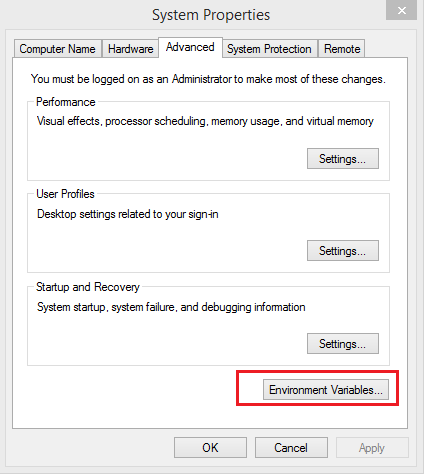 System Properties
Computer Name Hardware Advanced System Protection Remote
You must be logged on as an Administrator to make most of these changes.
Performance
Visual effects, processor scheduling, memory usage, and virtual memory
Settings...
User Profiles
Desktop settings related to your sign-in
Settings...
Startup and Recovery
System startup, system failure, and debugging information
Settings...
Environment Variables...
OK Cancel Apply